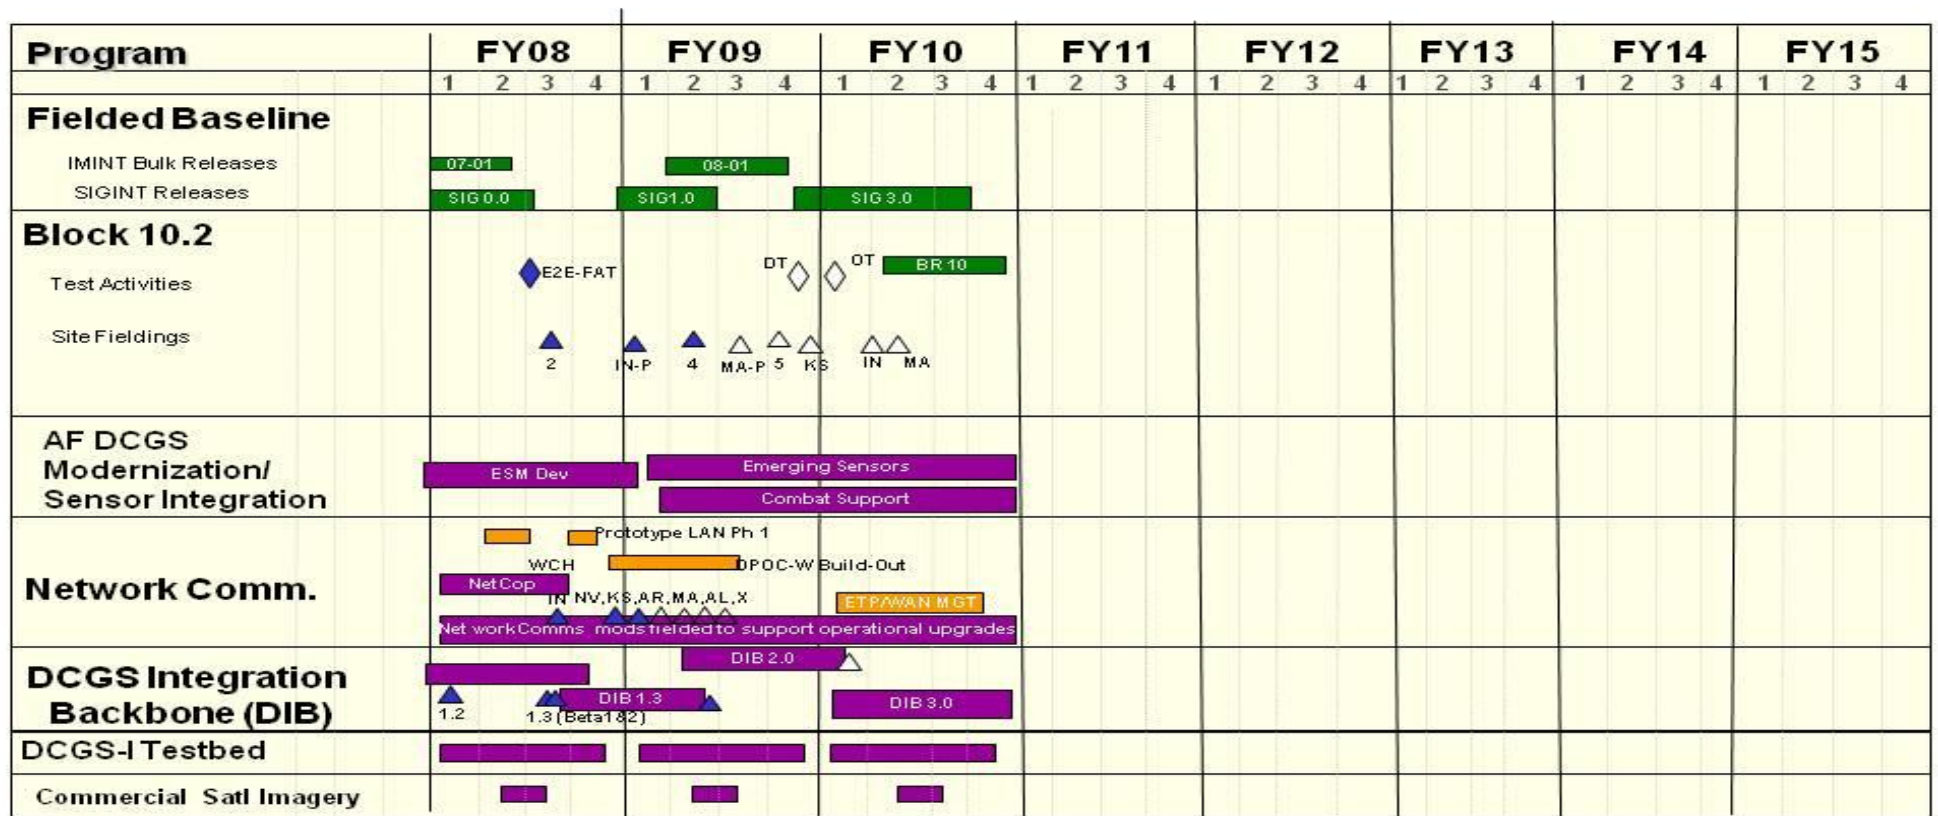 Program FY08 FY09 FY10 FY11 FY12 FY13 FY14 FY15
1 2 3 4 1 2 3 4 1 2 3 4 1 2 3 4 1 2 3 4 1 2 3 4 1 2 3 4 1 2 3 4
Fielded Baseline
IMINT Bulk Releases 07-01 08-01
SIGINT Releases SIG 0.0 SIG1.0 SIG 3.0
Block 10.2
Test Activities E2E-FAT DT OT BR 10
Site Fieldings
2 IN-P 4 MA-P 5 KS IN MA
AF DCGS
Modernization/
Sensor Integration
ESM Dev Emerging Sensors
Combat Support
Prototype LAN Ph 1
WCH DPOC-W Build-Out
Network Comm. NetCop
IN NV,KS,AR,MA,AL,X ETP/WAN MGT
Net workComms mods fielded to support operational upgrades
DCGS Integration
Backbone (DIB)
DIB 2.0
DIB 1.3 DIB 3.0
1.2 1.3 (Beta1&2)
DCGS-I Testbed
Commercial Satl Imagery